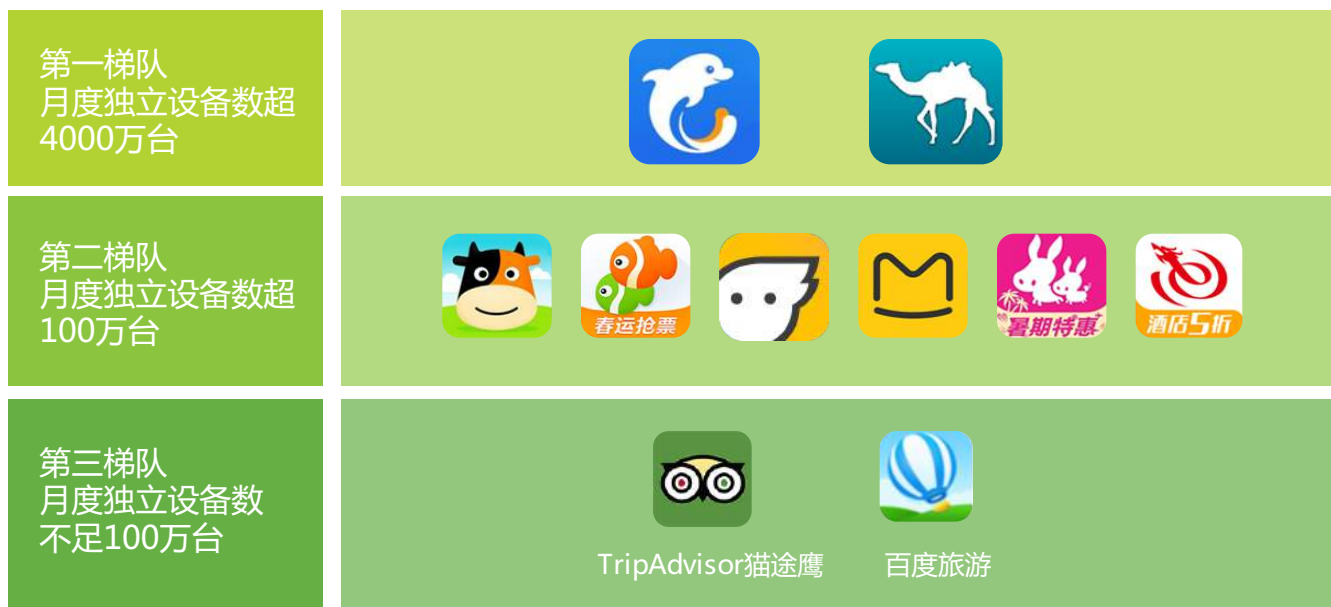 第一梯队
月度独立设备数超
4000万台
第二梯队
月度独立设备数超
100万台
春运抢票
暑期特惠
酒店5折
第三梯队
月度独立设备数
不足100万台
TripAdvisor猫途鹰
百度旅游